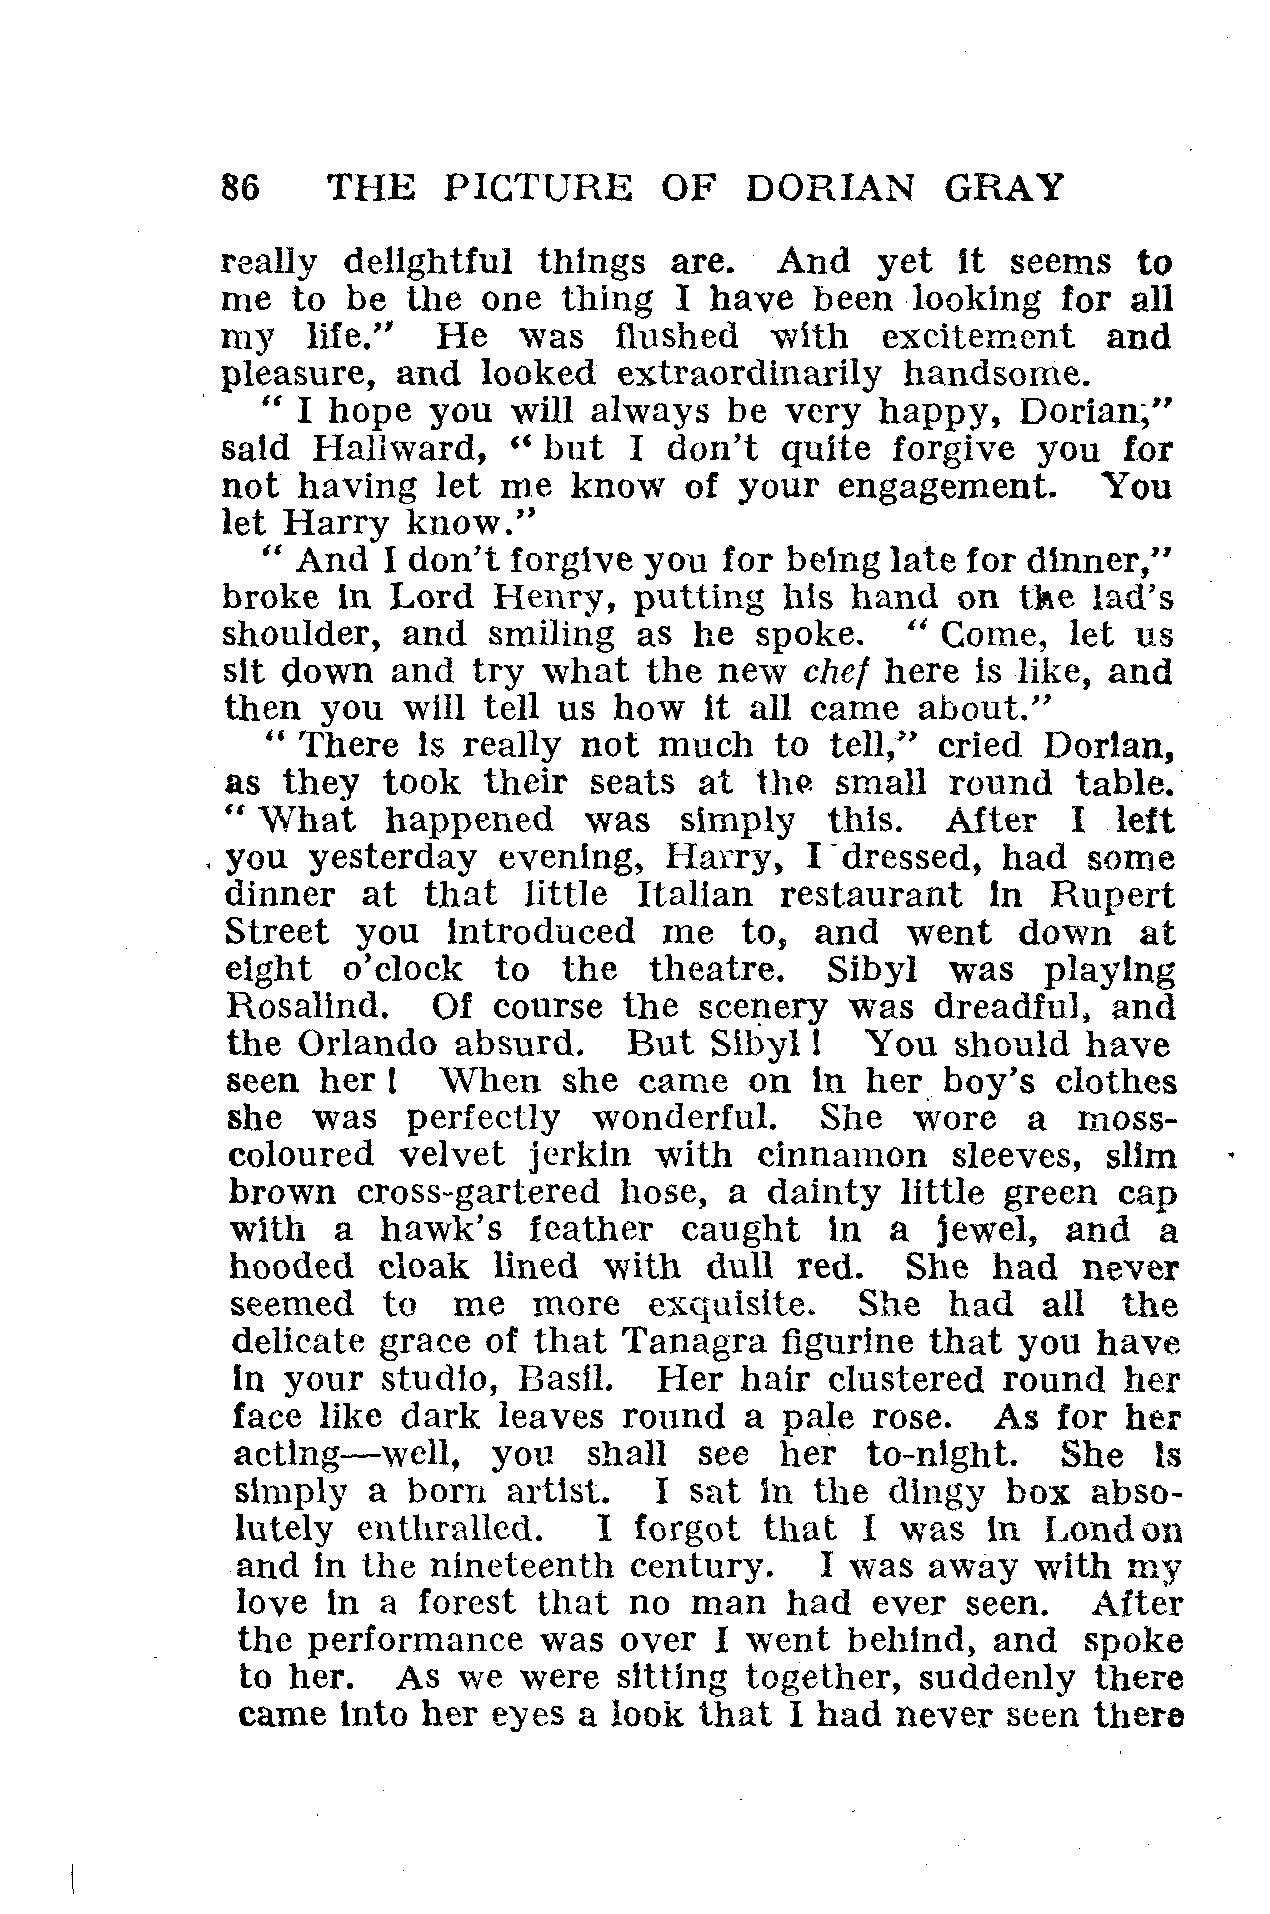 86 THE PICTURE OF DORIAN GRAY
really delightful things are. And yet it seems to
me to be the one thing I have been looking for all
my life.” He was flushed with excitement and
pleasure, and looked extraordinarily handsome.
“ I hope you will always be very happy, Dorian,”
said Hallward, “ but I don’t quite forgive you for
not having let me know of your engagement. You
let Harry know.”
“ And I don’t forgive you for being late for dinner,”
broke in Lord Henry, putting his hand on the lad’s
shoulder, and smiling as he spoke. “ Come, let us
sit down and try what the new chef here is like, and
then you will tell us how it all came about.”
“ There is really not much to tell,” cried Dorian,
as they took their seats at the small round table.
“ What happened was simply this. After I left
you yesterday evening, Harry, I dressed, had some
dinner at that little Italian restaurant in Rupert
Street you introduced me to, and went down at
eight o’clock to the theatre. Sibyl was playing
Rosalind. Of course the scenery was dreadful, and
the Orlando absurd. But Sibyl ! You should have
seen her ! When she came on in her boy’s clothes
she was perfectly wonderful. She wore a moss-
coloured velvet jerkin with cinnamon sleeves, slim
brown cross-gartered hose, a dainty little green cap
with a hawk’s feather caught in a jewel, and a
hooded cloak lined with dull red. She had never
seemed to me more exquisite. She had all the
delicate grace of that Tanagra figurine that you have
in your studio, Basil. Her hair clustered round her
face like dark leaves round a pale rose. As for her
acting—well, you shall see her to-night. She is
simply a born artist. I sat in the dingy box abso-
lutely enthralled. I forgot that I was in London
and in the nineteenth century. I was away with my
love in a forest that no man had ever seen. After
the performance was over I went behind, and spoke
to her. As we were sitting together, suddenly there
came into her eyes a look that I had never seen there